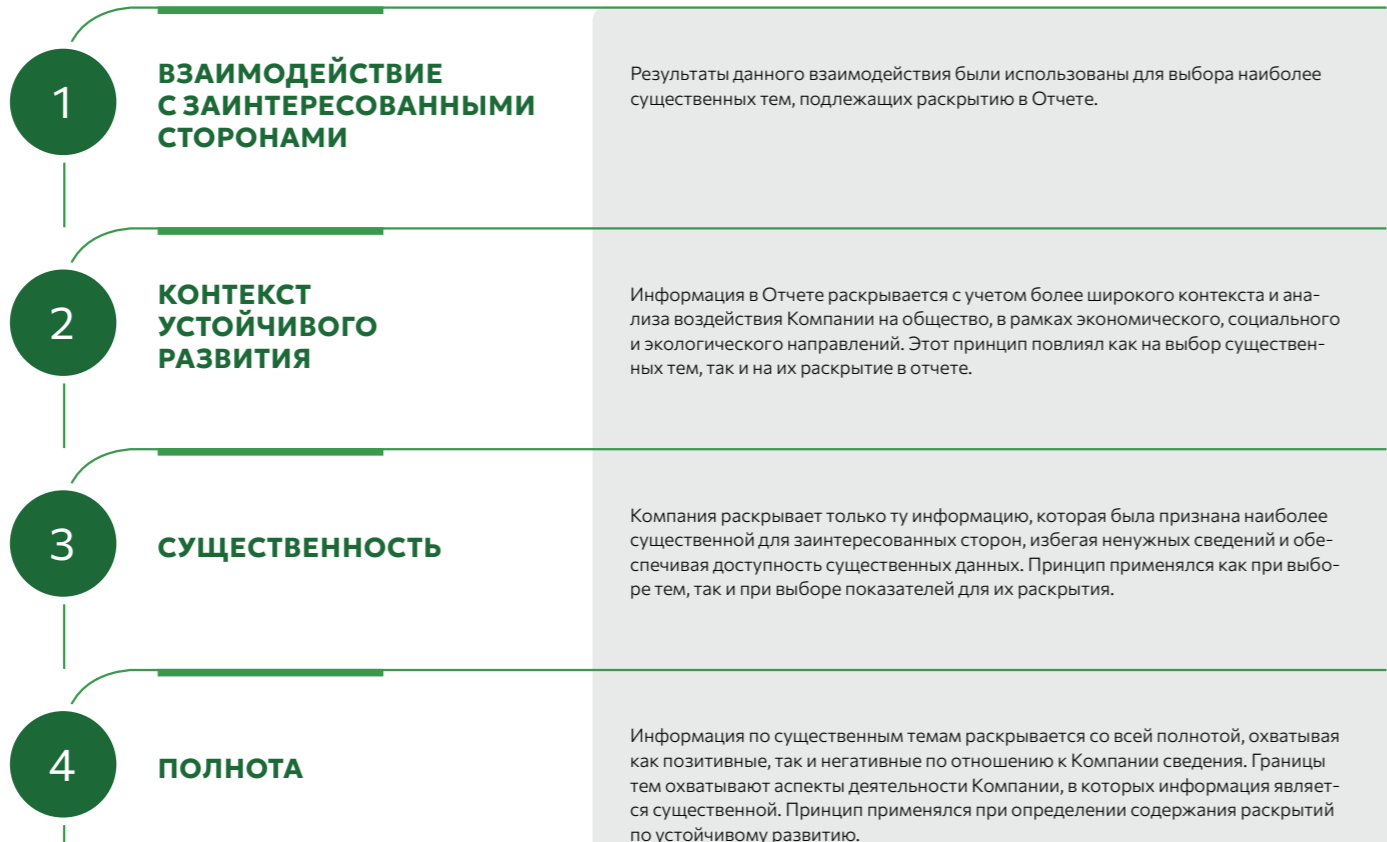 1
ВЗАИМОДЕЙСТВИЕ
С ЗАИНТЕРЕСОВАННЫМИ
СТОРОНАМИ
Результаты данного взаимодействия были использованы для выбора наиболее
существенных тем, подлежащих раскрытию в Отчете.
2
КОНТЕКСТ
УСТОЙЧИВОГО
РАЗВИТИЯ
Информация в Отчете раскрывается с учетом более широкого контекста и ана-
лиза воздействия Компании на общество, в рамках экономического, социального
и экологического направлений. Этот принцип повлиял как на выбор существен-
ных тем, так и на их раскрытие в отчете.
3
СУЩЕСТВЕННОСТЬ
Компания раскрывает только ту информацию, которая была признана наиболее
существенной для заинтересованных сторон, избегая ненужных сведений и обе-
спечивая доступность существенных данных. Принцип применялся как при выбо-
ре тем, так и при выборе показателей для их раскрытия.
4
ПОЛНОТА
Информация по существенным темам раскрывается со всей полнотой, охватывая
как позитивные, так и негативные по отношению к Компании сведения. Границы
тем охватывают аспекты деятельности Компании, в которых информация являет-
ся существенной. Принцип применялся при определении содержания раскрытий
по устойчивому развитию.